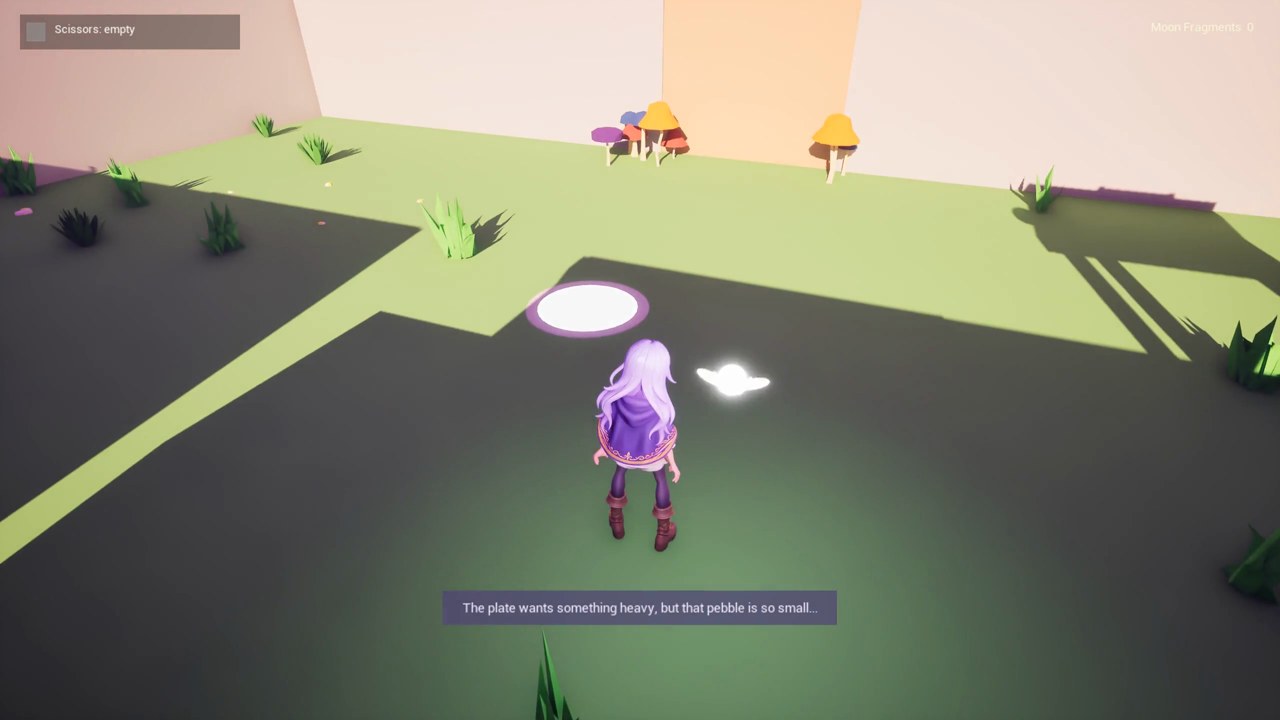 Scissors: empty
Moon Fragments 0
The plate wants something heavy, but that pebble is so small...